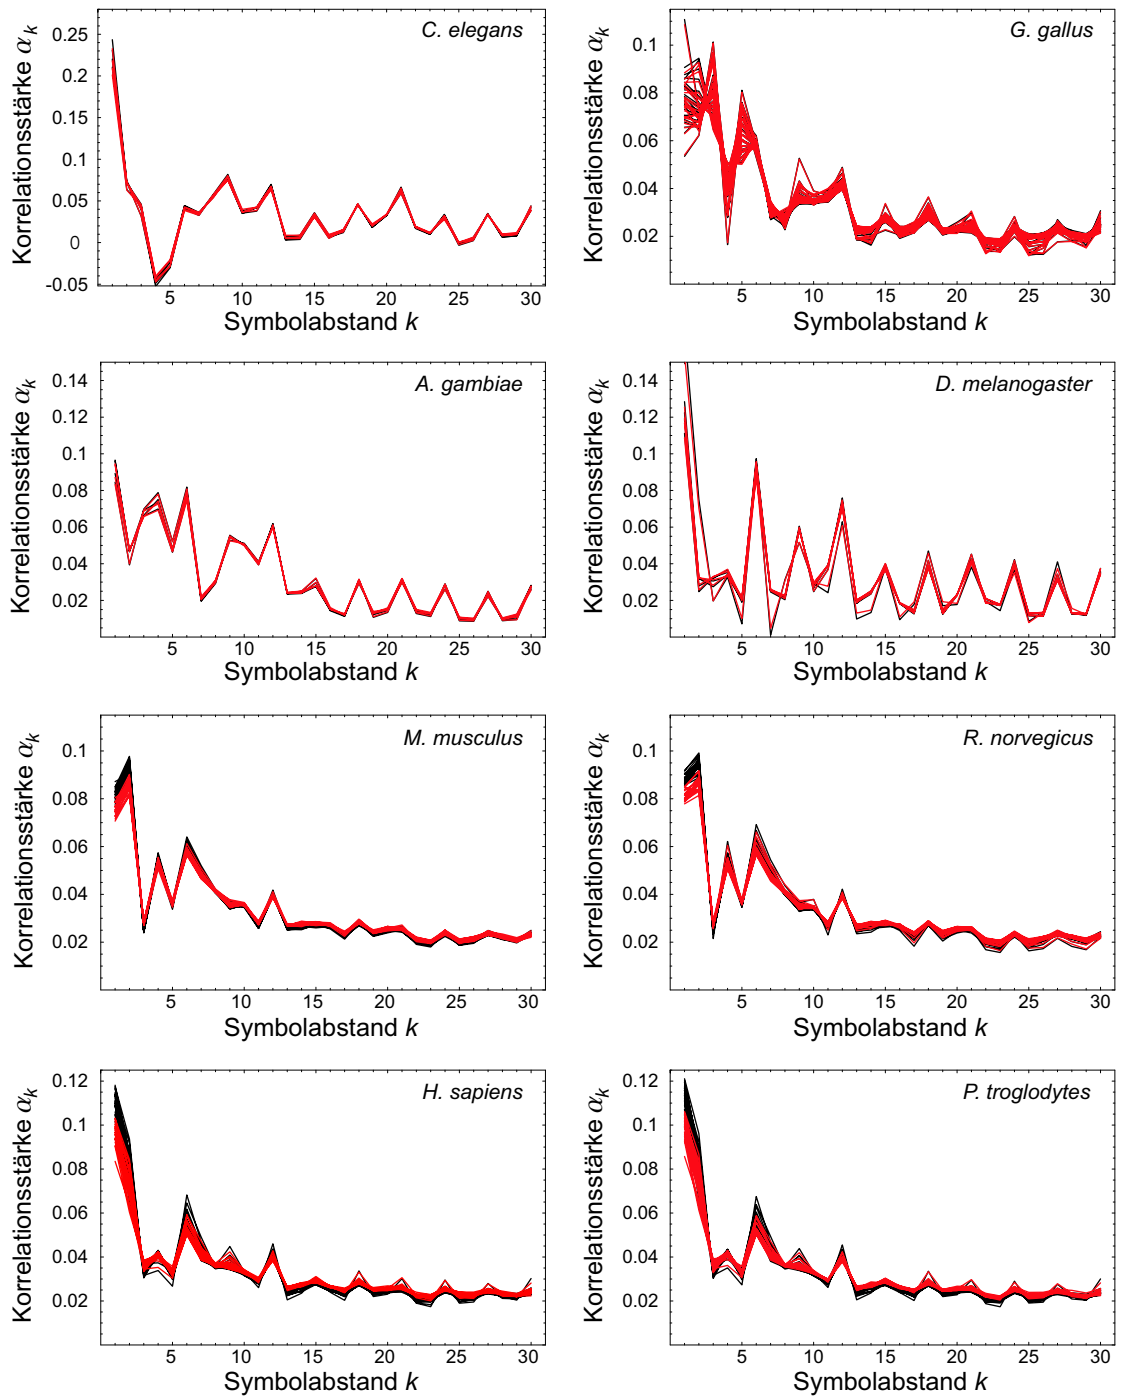 C. elegans
Korrelationsstärke αk
0.25
0.2
0.15
0.1
0.05
0
-0.05
5 10 15 20 25 30
Symbolabstand k
G. gallus
Korrelationsstärke αk
0.1
0.08
0.06
0.04
0.02
5 10 15 20 25 30
Symbolabstand k
A. gambiae
Korrelationsstärke αk
0.14
0.12
0.1
0.08
0.06
0.04
0.02
5 10 15 20 25 30
Symbolabstand k
D. melanogaster
Korrelationsstärke αk
0.14
0.12
0.1
0.08
0.06
0.04
0.02
5 10 15 20 25 30
Symbolabstand k
M. musculus
Korrelationsstärke αk
0.1
0.08
0.06
0.04
0.02
5 10 15 20 25 30
Symbolabstand k
R. norvegicus
Korrelationsstärke αk
0.1
0.08
0.06
0.04
0.02
5 10 15 20 25 30
Symbolabstand k
H. sapiens
Korrelationsstärke αk
0.12
0.1
0.08
0.06
0.04
0.02
5 10 15 20 25 30
Symbolabstand k
P. troglodytes
Korrelationsstärke αk
0.12
0.1
0.08
0.06
0.04
0.02
5 10 15 20 25 30
Symbolabstand k